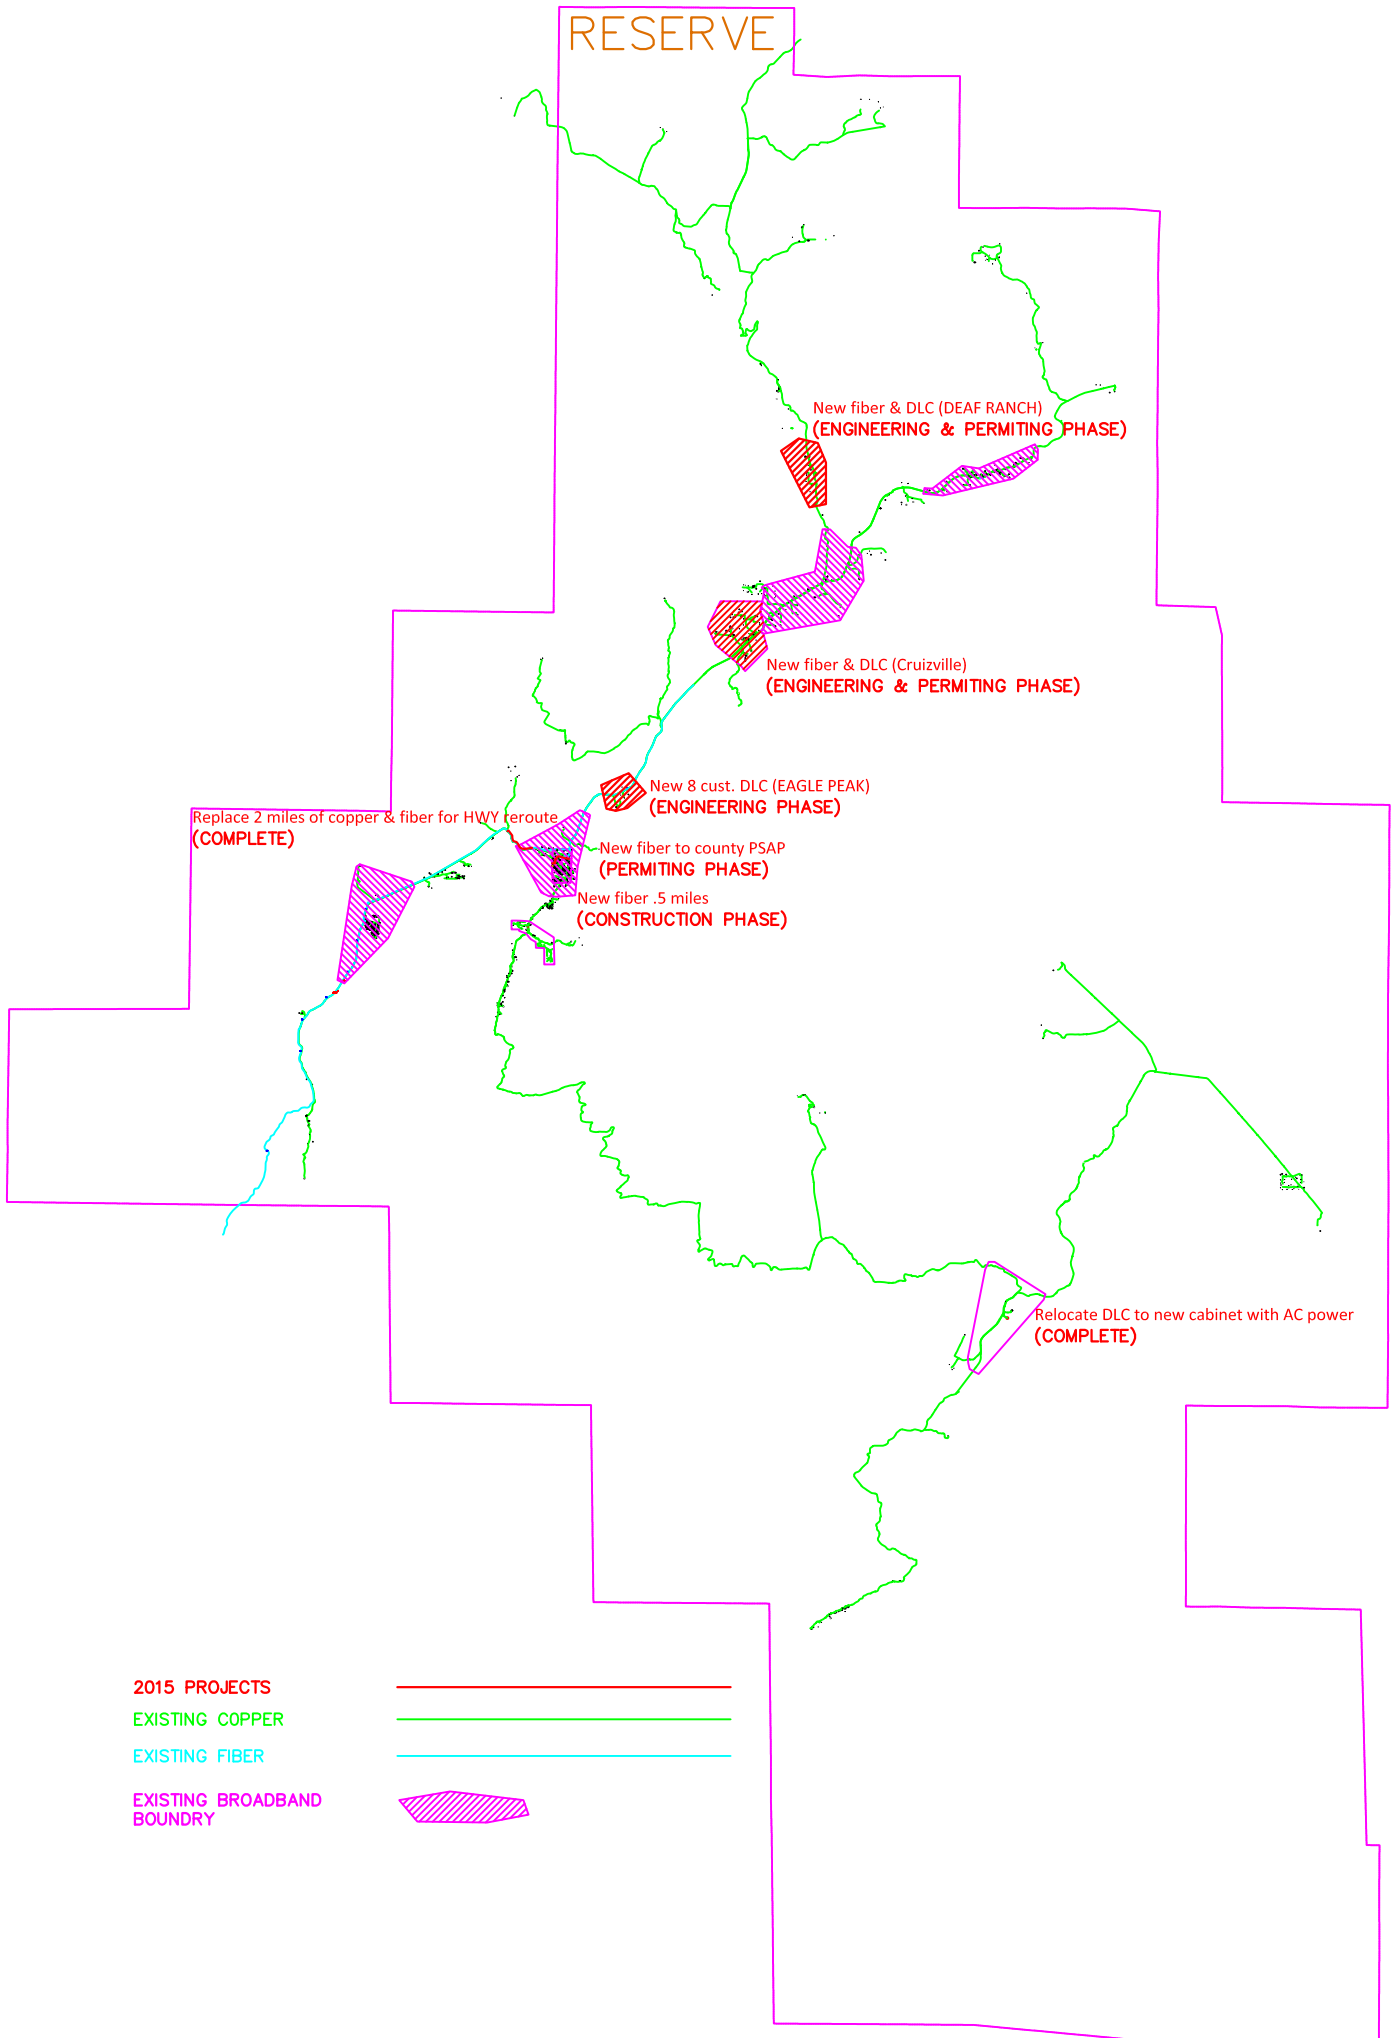 RESERVE
New fiber & DLC (DEAF RANCH)
(ENGINEERING & PERMITING PHASE)
New fiber & DLC (Cruizville)
(ENGINEERING & PERMITING PHASE)
New 8 cust. DLC (EAGLE PEAK)
(ENGINEERING PHASE)
Replace 2 miles of copper & fiber for HWY reroute
(COMPLETE)
New fiber to county PSAP
(PERMITING PHASE)
New fiber .5 miles
(CONSTRUCTION PHASE)
Relocate DLC to new cabinet with AC power
(COMPLETE)
2015 PROJECTS
EXISTING COPPER
EXISTING FIBER
EXISTING BROADBAND
BOUNDRY